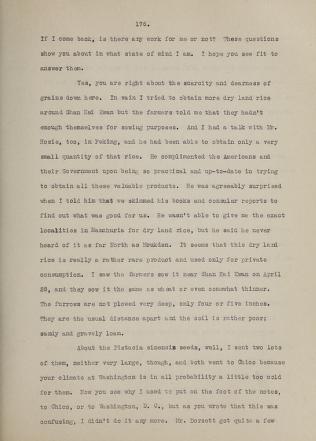 176.
If I come back, is there any work for me or not? These questions
show you about in what state of mind I am. I hope you see fit to
answer them.
Yes, you are right about the scarcity and dearness of
grains down here. In vain I tried to obtain more dry land rice
around Shan Hai Kwan but the farmers told me that they hadn't
enough themselves for sowing purposes. And I had a talk with Mr.
Hosie, too, in Peking, and he had been able to obtain only a very
small quantity of that rice. He complimented the Americans and
their Government upon being so practical and up-to-date in trying
to obtain all these valuable products. He was agreeably surprised
when I told him that we skimmed his books and consular reports to
find out what was good for us. He wasn't able to give me the exact
localities in Manchuria for dry land rice, but he said he never
heard of it as far North as Moukden. It seems that this dry land
rice is really a rather rare product and used only for private
consumption. I saw the farmers sow it near Shan Hai Kwan on April
28, and they sow it the same as wheat or even somewhat thinner.
The furrows are not plowed very deep, only four or five inches.
They are the usual distance apart and the soil is rather poor;
sandy and gravely loam.
About the Pistacia sinensis seeds, well, I sent two lots
of them, neither very large, though, and both went to Chico because
your climate at Washington is in all probability a little too cold
for them. Now you see why I used to put on the foot of the notes,
to Chico, or to Washington, D. C., but as you wrote that this was
confusing, I didn't do it any more. Mr. Dorsett got quite a few